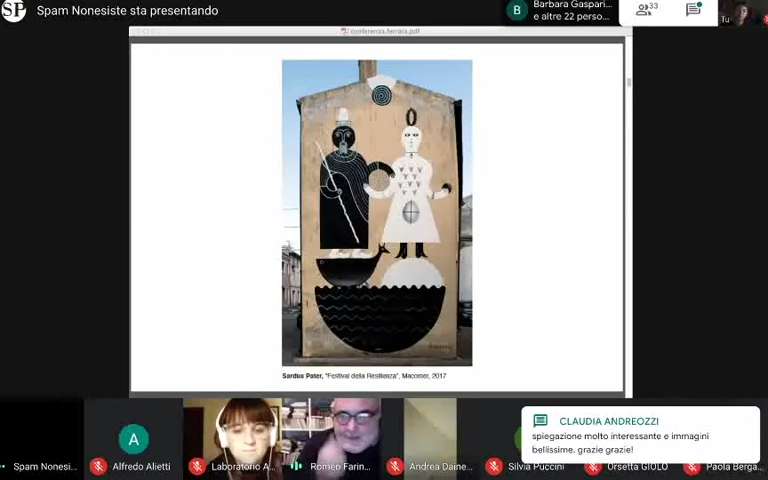 SP
Spam Nonesiste sta presentando
B
Barbara Gaspari...
e altre 22 perso...
33
Tu
conferenza.ferrara.pdf
Sardus Pater, "Festival della Resilienza", Macomer, 2017
CLAUDIA ANDREOZZI
spiegazione molto interessante e immagini
bellissime. grazie grazie!
A
Spam Nonesi...
Alfredo Alietti
Laboratorio A...
Romeo Farin...
Andrea Daine...
Silvia Puccini
Orsetta GIOLO
Paola Berga...